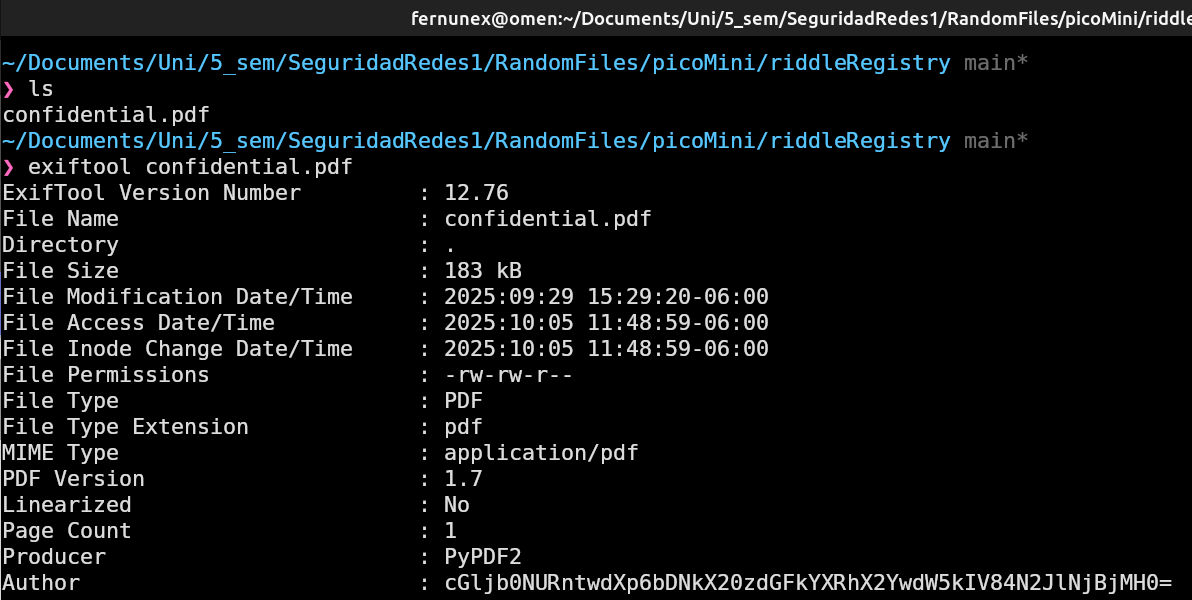 fernunex@omen:~/Documents/Uni/5_sem/SeguridadRedes1/RandomFiles/picoMini/riddleRe
~/Documents/Uni/5_sem/SeguridadRedes1/RandomFiles/picoMini/riddleRegistry main*
❯ ls
confidential.pdf
~/Documents/Uni/5_sem/SeguridadRedes1/RandomFiles/picoMini/riddleRegistry main*
❯ exiftool confidential.pdf
ExifTool Version Number : 12.76
File Name : confidential.pdf
Directory : .
File Size : 183 kB
File Modification Date/Time : 2025:09:29 15:29:20-06:00
File Access Date/Time : 2025:10:05 11:48:59-06:00
File Inode Change Date/Time : 2025:10:05 11:48:59-06:00
File Permissions : -rw-rw-r--
File Type : PDF
File Type Extension : pdf
MIME Type : application/pdf
PDF Version : 1.7
Linearized : No
Page Count : 1
Producer : PyPDF2
Author : cGljb0NURntwdXp6bDNkX20zdGFkYXRhX2YwdW5kIV84N2JlNjBjMH0=